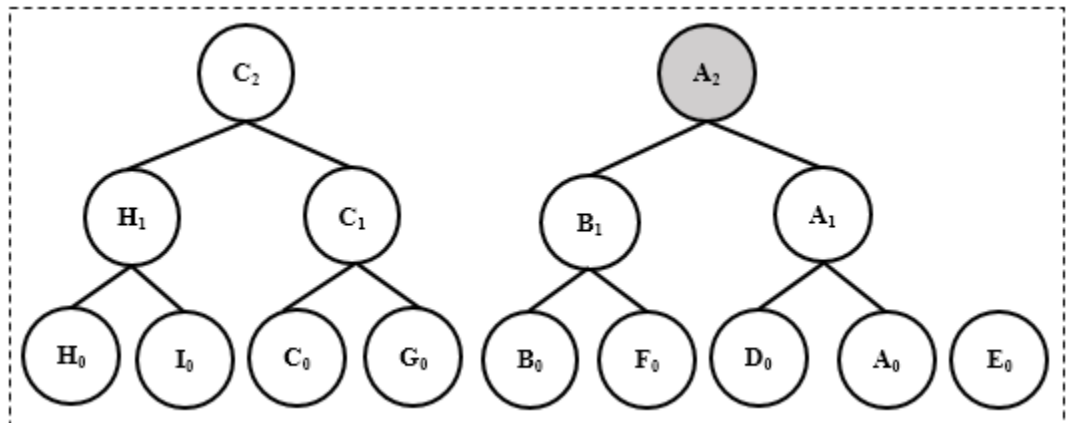 C₂ A₂
H₁ C₁ B₁ A₁
H₀ I₀ C₀ G₀ B₀ F₀ D₀ A₀ E₀